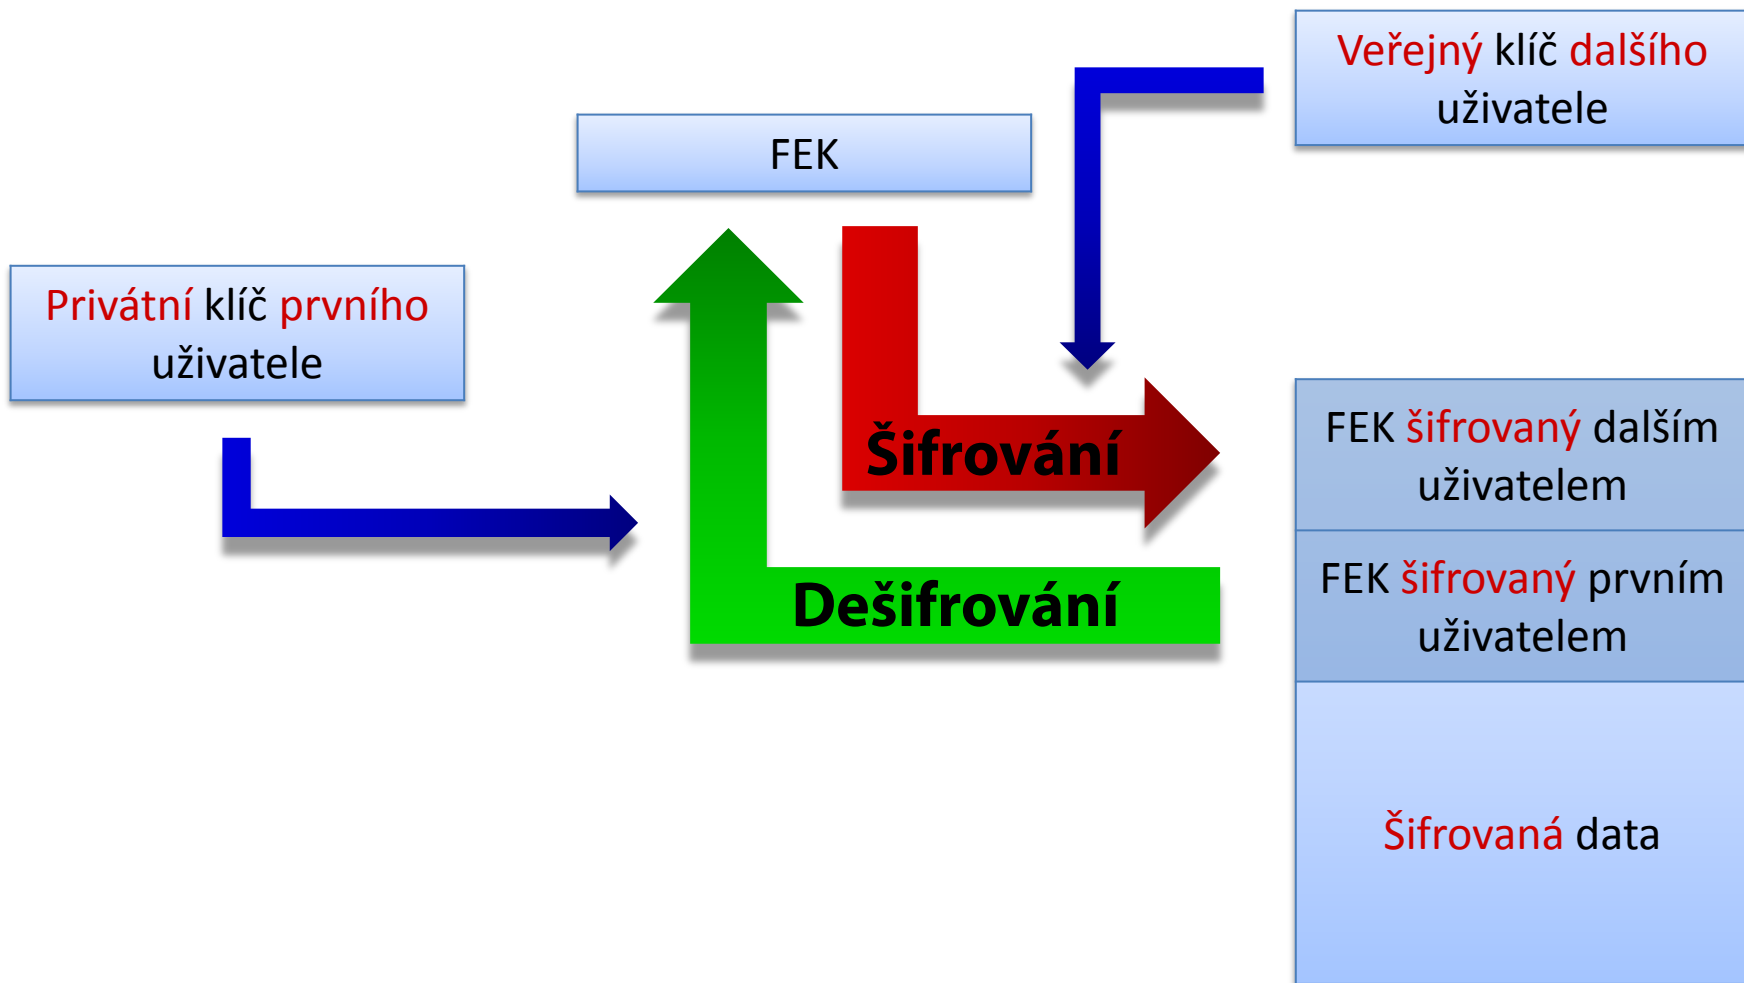 Veřejný klíč dalšího
uživatele
FEK
Privátní klíč prvního
uživatele
Šifrování
FEK šifrovaný dalším
uživatelem
Dešifrování
FEK šifrovaný prvním
uživatelem
Šifrovaná data